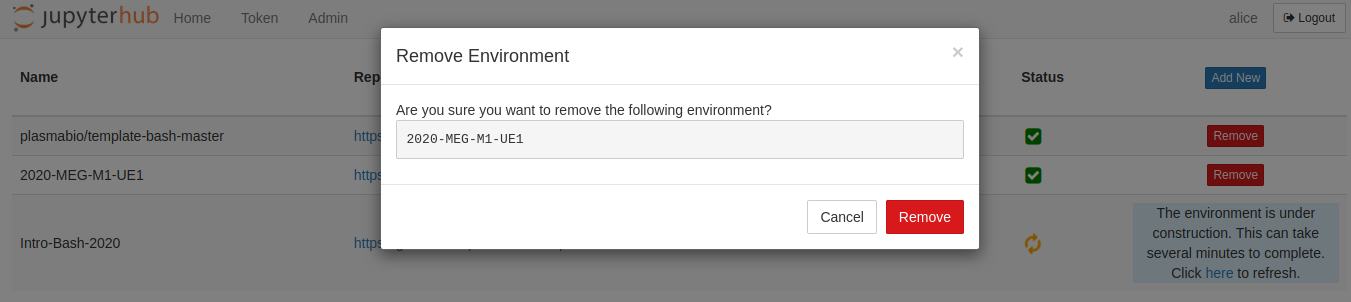 jupyterhub Home Token Admin alice Logout
Remove Environment ×
Name Rep Status Add New
Are you sure you want to remove the following environment?
plasmabio/template-bash-master https 2020-MEG-M1-UE1 Remove
2020-MEG-M1-UE1 https Remove
Cancel Remove
The environment is under
construction. This can take
Intro-Bash-2020 https
several minutes to complete.
Click here to refresh.